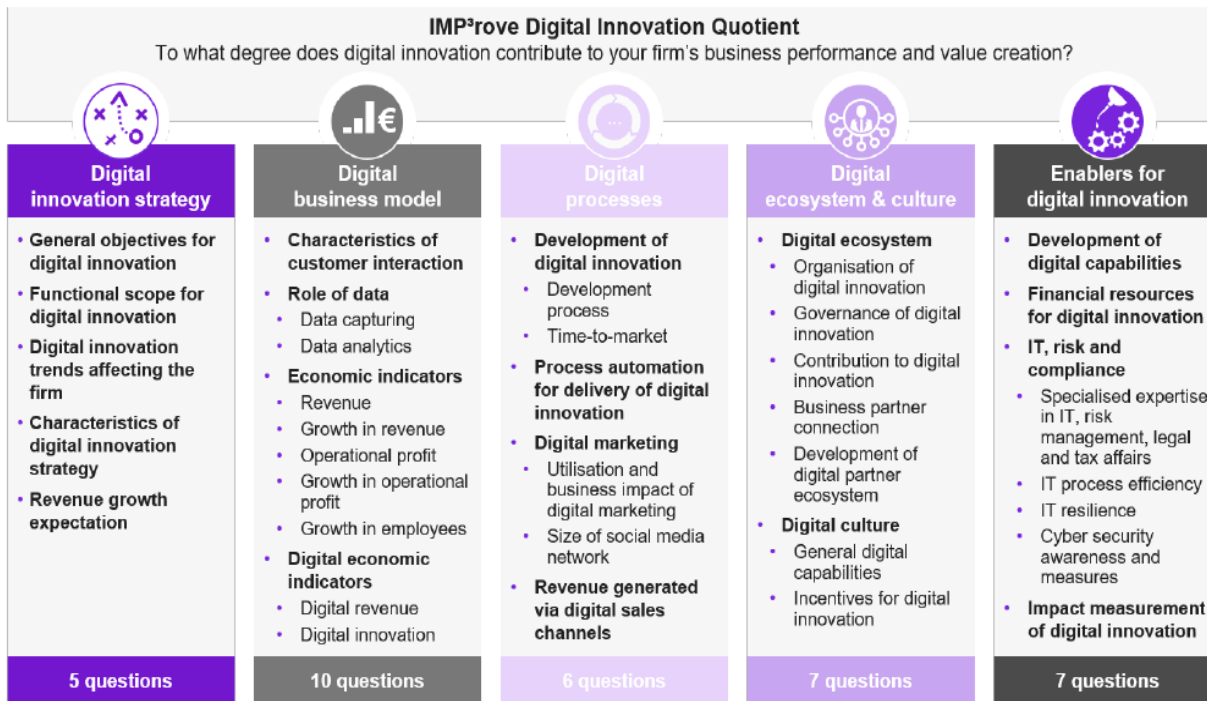 IMP³rove Digital Innovation Quotient
To what degree does digital innovation contribute to your firm's business performance and value creation?
€
...
Digital
innovation strategy
• General objectives for
digital innovation
• Functional scope for
digital innovation
• Digital innovation
trends affecting the
firm
• Characteristics of
digital innovation
strategy
• Revenue growth
expectation
5 questions
Digital
business model
• Characteristics of
customer interaction
• Role of data
• Data capturing
• Data analytics
• Economic indicators
• Revenue
• Growth in revenue
• Operational profit
• Growth in operational
profit
• Growth in employees
• Digital economic
indicators
• Digital revenue
• Digital innovation
10 questions
Digital
processes
• Development of
digital innovation
• Development
process
• Time-to-market
• Process automation
for delivery of digital
innovation
• Digital marketing
• Utilisation and
business impact of
digital marketing
• Size of social media
network
• Revenue generated
via digital sales
channels
6 questions
Digital
ecosystem & culture
• Digital ecosystem
• Organisation of
digital innovation
• Governance of digital
innovation
• Contribution to digital
innovation
• Business partner
connection
• Development of
digital partner
ecosystem
• Digital culture
• General digital
capabilities
• Incentives for digital
innovation
7 questions
Enablers for
digital innovation
• Development of
digital capabilities
• Financial resources
for digital innovation
• IT, risk and
compliance
• Specialised expertise
in IT, risk
management, legal
and tax affairs
• IT process efficiency
• IT resilience
• Cyber security
awareness and
measures
• Impact measurement
of digital innovation
7 questions